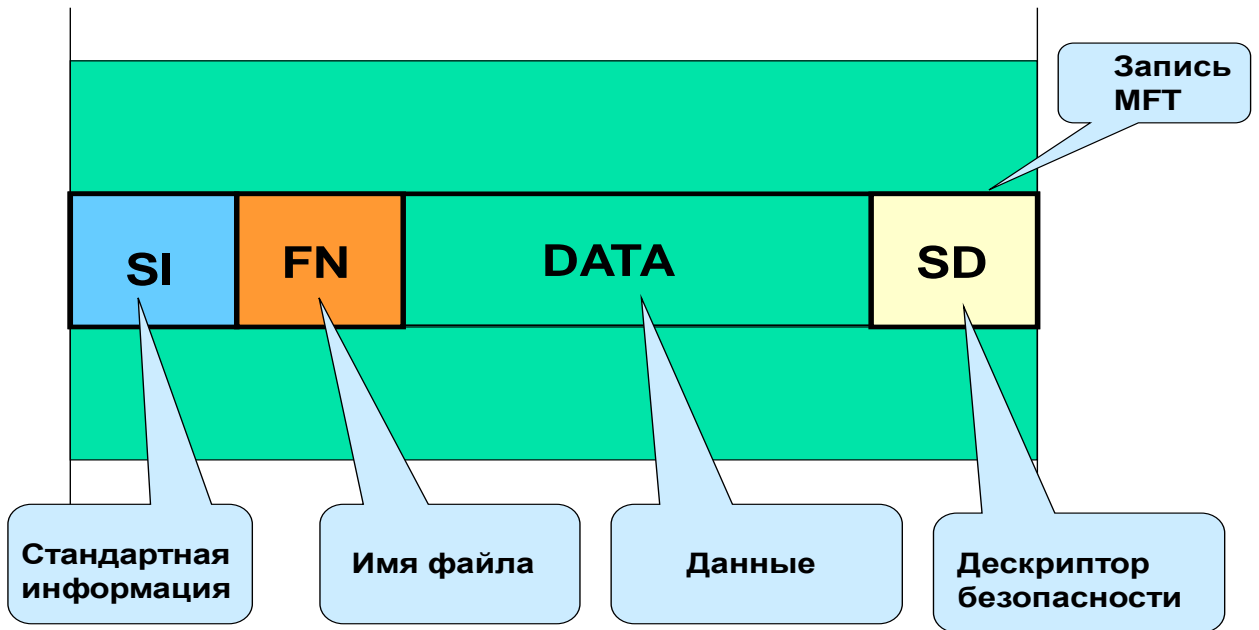 Запись
MFT
SI
FN
DATA
SD
Стандартная
информация
Имя файла
Данные
Дескриптор
безопасности